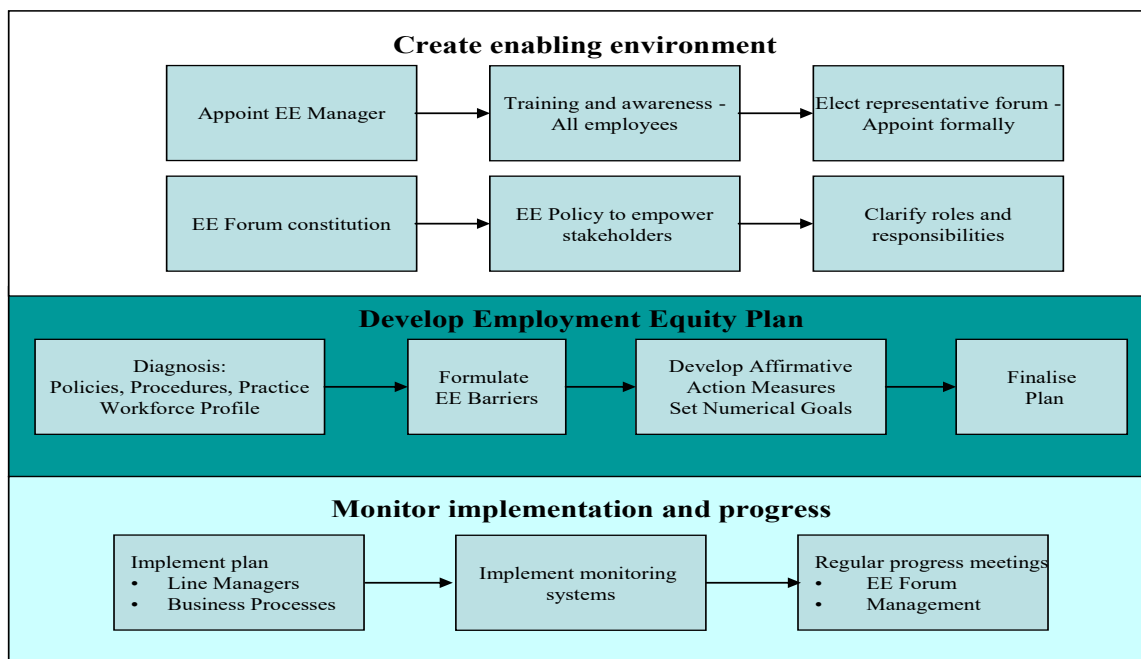 Create enabling environment
Appoint EE Manager
Training and awareness -
All employees
Elect representative forum -
Appoint formally
EE Forum constitution
EE Policy to empower
stakeholders
Clarify roles and
responsibilities
Develop Employment Equity Plan
Diagnosis:
Policies, Procedures, Practice
Workforce Profile
Formulate
EE Barriers
Develop Affirmative
Action Measures
Set Numerical Goals
Finalise
Plan
Monitor implementation and progress
Implement plan
• Line Managers
• Business Processes
Implement monitoring
systems
Regular progress meetings
• EE Forum
• Management